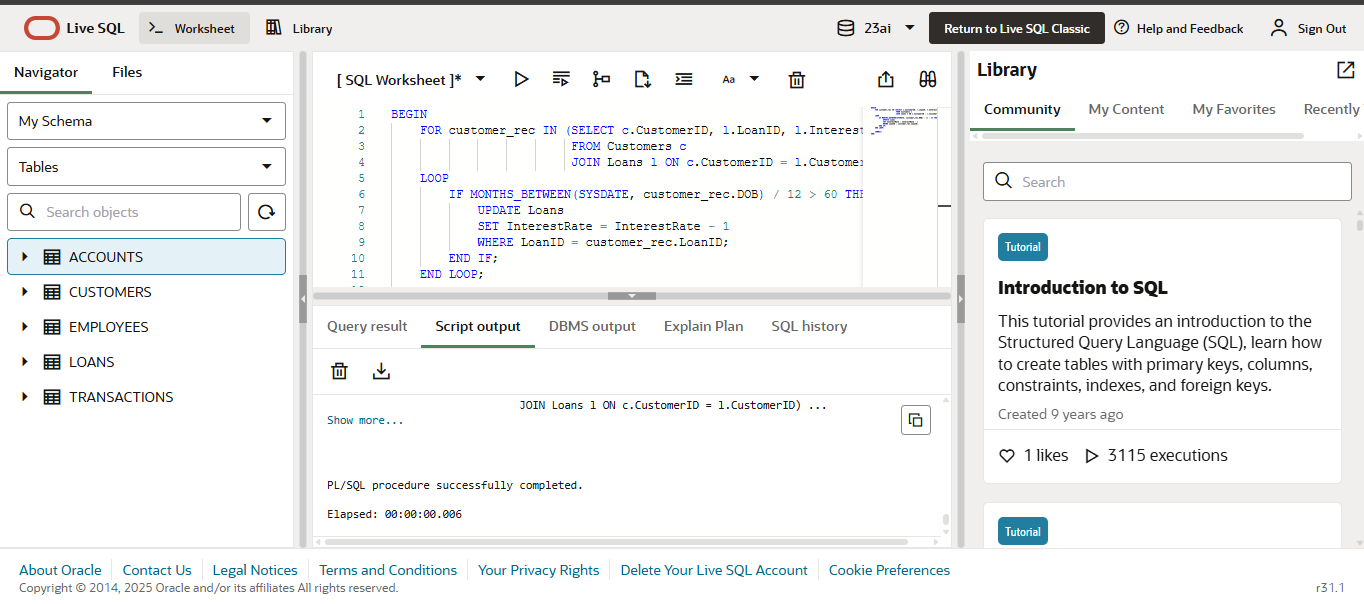 Live SQL
Worksheet
Library
23ai
Return to Live SQL Classic
Help and Feedback
Sign Out
Navigator
Files
My Schema
Tables
Search objects
ACCOUNTS
CUSTOMERS
EMPLOYEES
LOANS
TRANSACTIONS
[ SQL Worksheet ]*
Aa
1 BEGIN
2 FOR customer_rec IN (SELECT c.CustomerID, l.LoanID, l.Interest
3 FROM Customers c
4 JOIN Loans l ON c.CustomerID = l.Customer
5 LOOP
6 IF MONTHS_BETWEEN(SYSDATE, customer_rec.DOB) / 12 > 60 THE
7 UPDATE Loans
8 SET InterestRate = InterestRate - 1
9 WHERE LoanID = customer_rec.LoanID;
10 END IF;
11 END LOOP;
Query result
Script output
DBMS output
Explain Plan
SQL history
JOIN Loans l ON c.CustomerID = l.CustomerID) ...
Show more...
PL/SQL procedure successfully completed.
Elapsed: 00:00:00.006
Library
Community
My Content
My Favorites
Recently
Search
Tutorial
Introduction to SQL
This tutorial provides an introduction to the
Structured Query Language (SQL), learn how
to create tables with primary keys, columns,
constraints, indexes, and foreign keys.
Created 9 years ago
1 likes
3115 executions
Tutorial
About Oracle
Contact Us
Legal Notices
Terms and Conditions
Your Privacy Rights
Delete Your Live SQL Account
Cookie Preferences
Copyright © 2014, 2025 Oracle and/or its affiliates All rights reserved.
r31.1